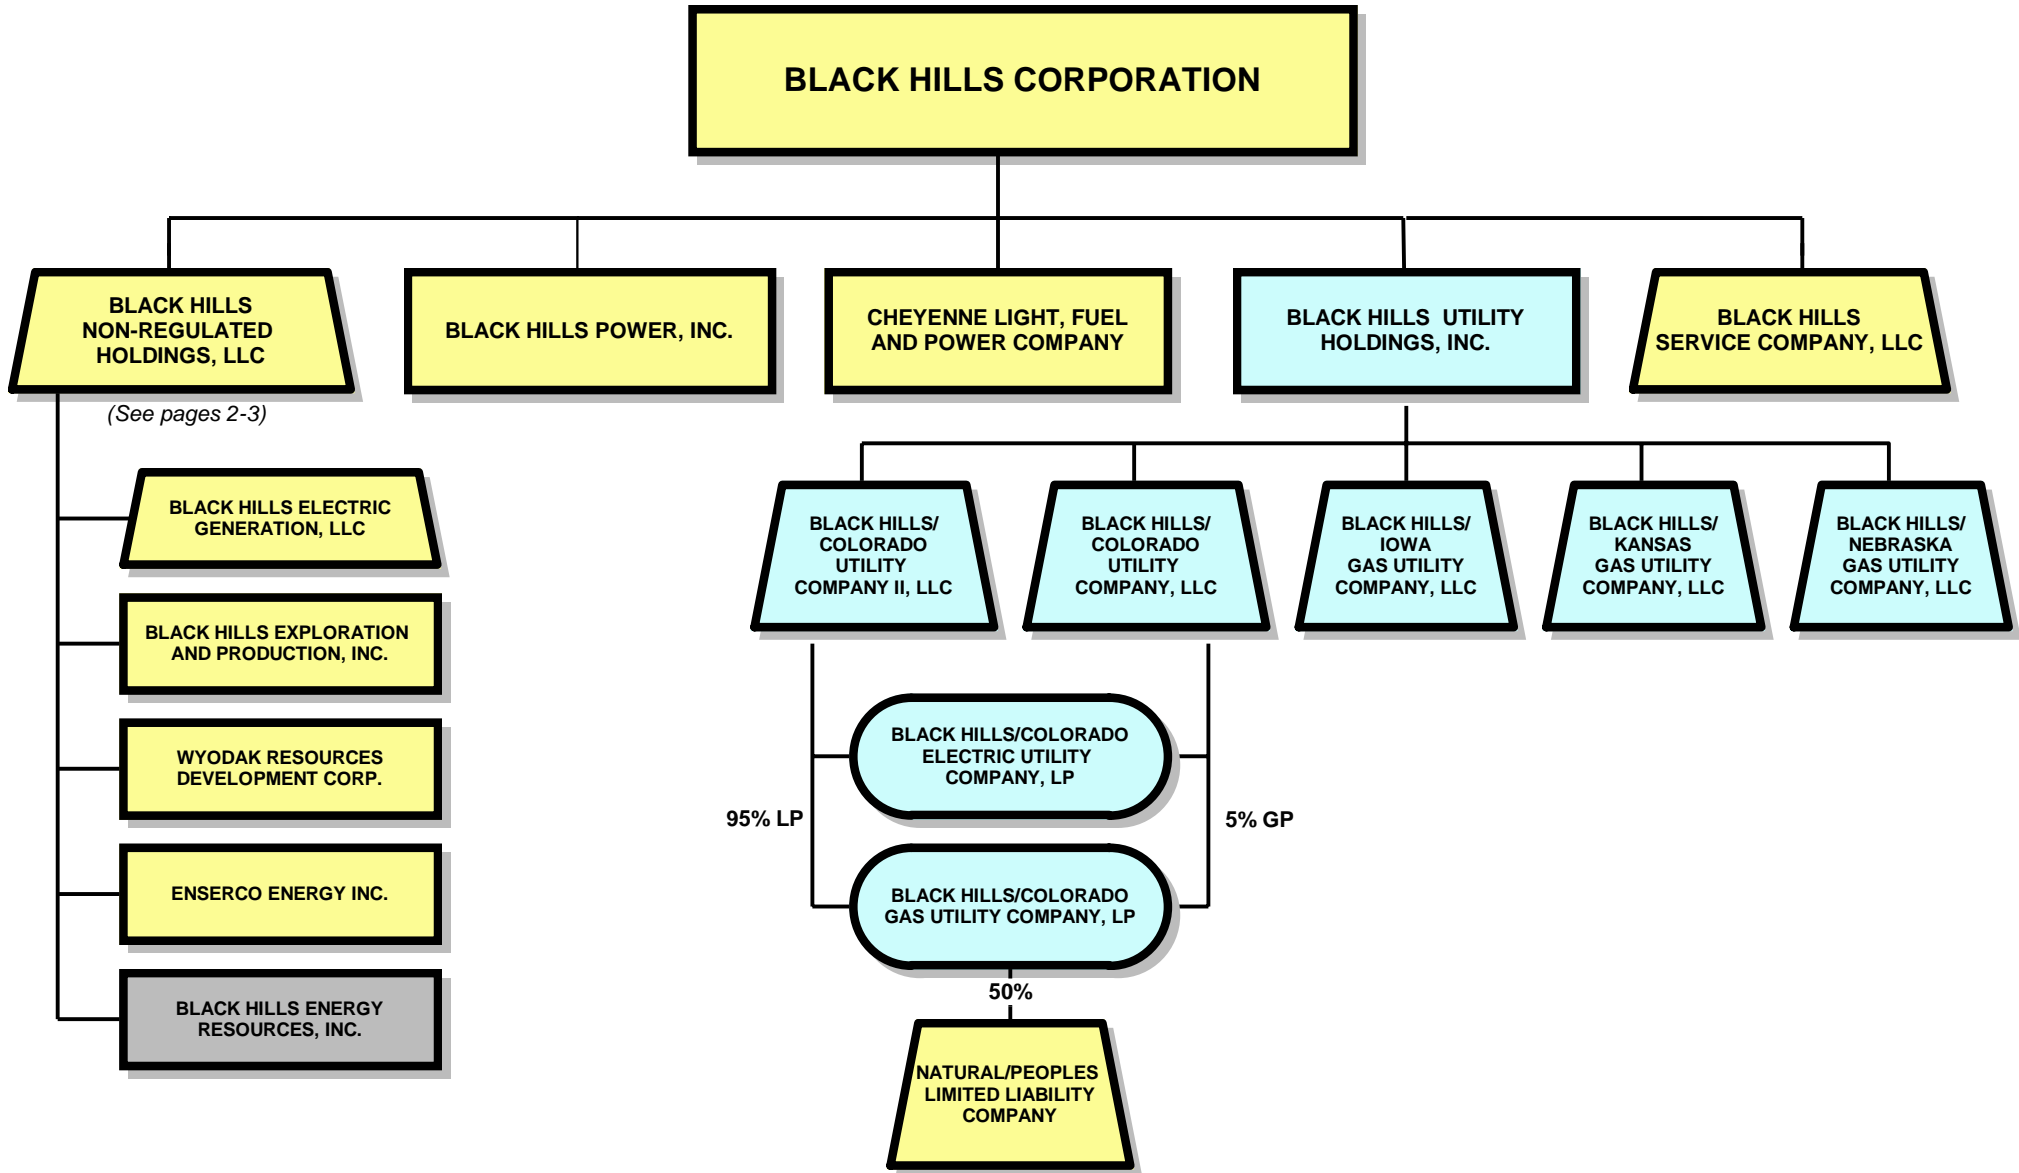 BLACK HILLS CORPORATION
BLACK HILLS
NON-REGULATED
HOLDINGS, LLC
(See pages 2-3)
BLACK HILLS POWER, INC.
CHEYENNE LIGHT, FUEL
AND POWER COMPANY
BLACK HILLS UTILITY
HOLDINGS, INC.
BLACK HILLS
SERVICE COMPANY, LLC
BLACK HILLS ELECTRIC
GENERATION, LLC
BLACK HILLS EXPLORATION
AND PRODUCTION, INC.
WYODAK RESOURCES
DEVELOPMENT CORP.
ENSERCO ENERGY INC.
BLACK HILLS ENERGY
RESOURCES, INC.
BLACK HILLS/
COLORADO
UTILITY
COMPANY II, LLC
BLACK HILLS/
COLORADO
UTILITY
COMPANY, LLC
BLACK HILLS/
IOWA
GAS UTILITY
COMPANY, LLC
BLACK HILLS/
KANSAS
GAS UTILITY
COMPANY, LLC
BLACK HILLS/
NEBRASKA
GAS UTILITY
COMPANY, LLC
BLACK HILLS/COLORADO
ELECTRIC UTILITY
COMPANY, LP
95% LP
5% GP
BLACK HILLS/COLORADO
GAS UTILITY COMPANY, LP
50%
NATURAL/PEOPLES
LIMITED LIABILITY
COMPANY